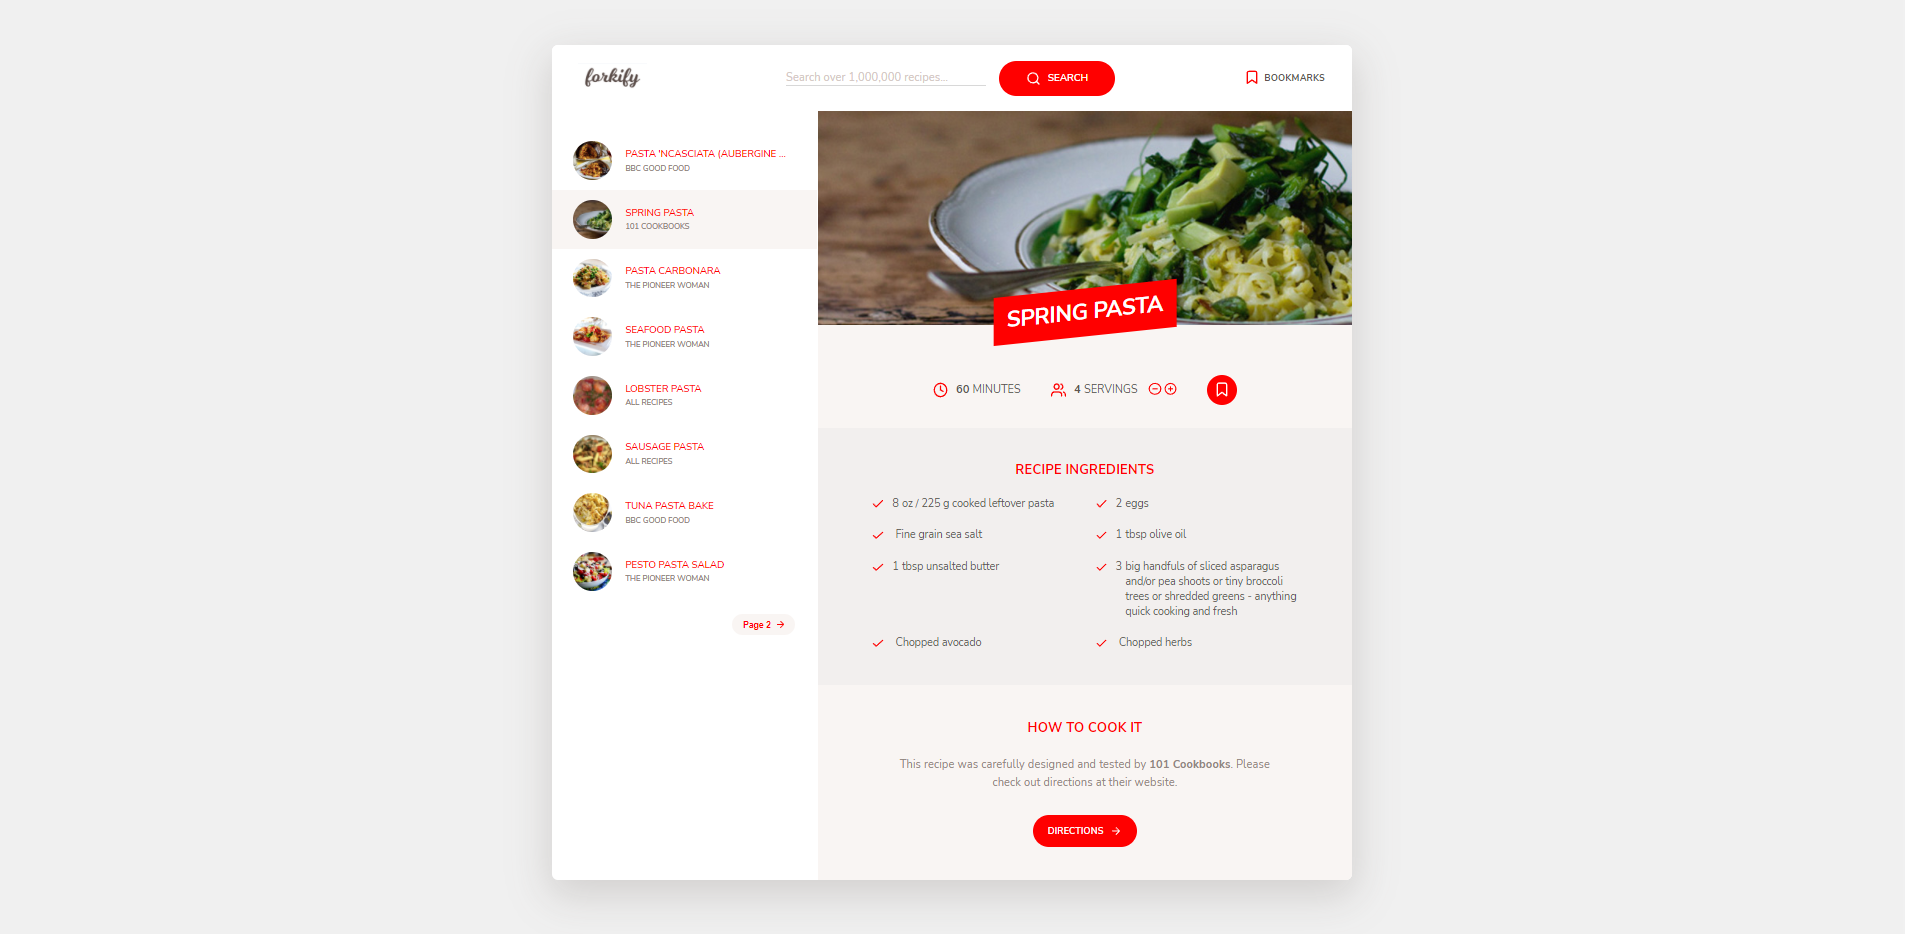 forkify
Search over 1,000,000 recipes...
SEARCH
BOOKMARKS
PASTA 'NCASCIATA (AUBERGINE ...
BBC GOOD FOOD
SPRING PASTA
101 COOKBOOKS
PASTA CARBONARA
THE PIONEER WOMAN
SEAFOOD PASTA
THE PIONEER WOMAN
LOBSTER PASTA
ALL RECIPES
SAUSAGE PASTA
ALL RECIPES
TUNA PASTA BAKE
BBC GOOD FOOD
PESTO PASTA SALAD
THE PIONEER WOMAN
Page 2
SPRING PASTA
60 MINUTES
4 SERVINGS
RECIPE INGREDIENTS
8 oz / 225 g cooked leftover pasta
2 eggs
Fine grain sea salt
1 tbsp olive oil
1 tbsp unsalted butter
3 big handfuls of sliced asparagus
and/or pea shoots or tiny broccoli
trees or shredded greens - anything
quick cooking and fresh
Chopped avocado
Chopped herbs
HOW TO COOK IT
This recipe was carefully designed and tested by 101 Cookbooks. Please
check out directions at their website.
DIRECTIONS